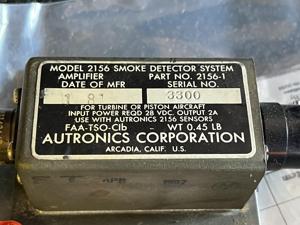 MODEL 2156 SMOKE DETECTOR SYSTEM
AMPLIFIER PART NO. 2156-1
DATE OF MFR SERIAL NO.
1 81 3300
FOR TURBINE OR PISTON AIRCRAFT
INPUT POWER REQD 28 VDC. OUTPUT 2A
USE WITH AUTRONICS 2156 SENSORS
FAA-TSO-C1b WT 0.45 LB
AUTRONICS CORPORATION
ARCADIA, CALIF. U.S.